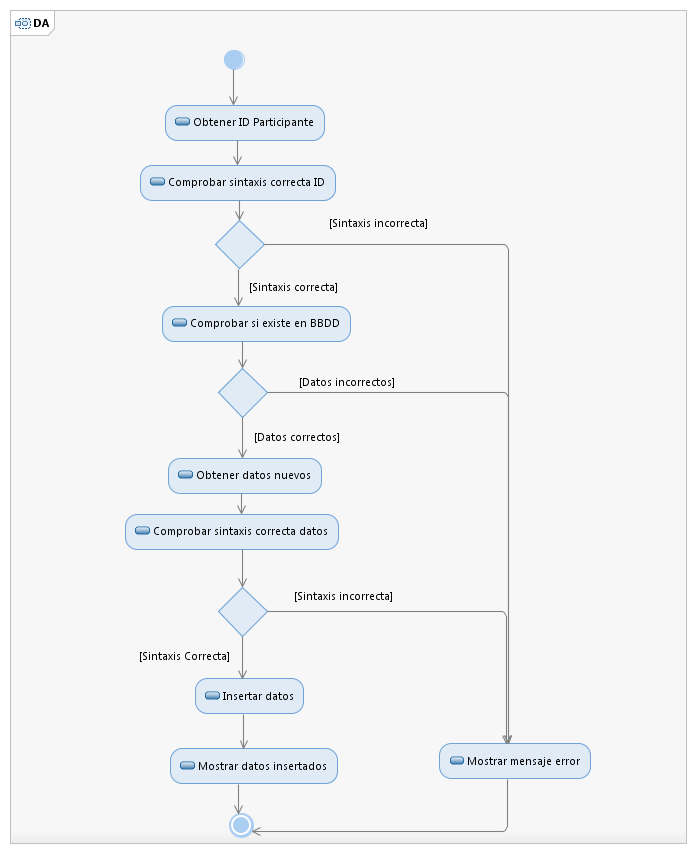 DA
Obtener ID Participante
Comprobar sintaxis correcta ID
[Sintaxis incorrecta]
[Sintaxis correcta]
Comprobar si existe en BBDD
[Datos incorrectos]
[Datos correctos]
Obtener datos nuevos
Comprobar sintaxis correcta datos
[Sintaxis incorrecta]
[Sintaxis Correcta]
Insertar datos
Mostrar datos insertados
Mostrar mensaje error